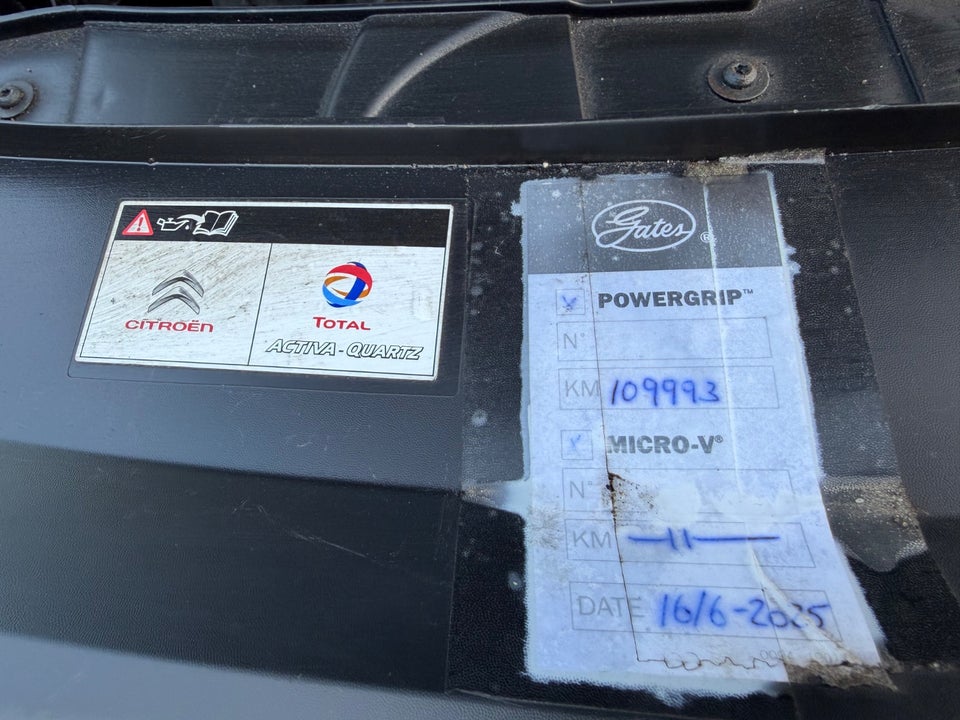 CITROËN
TOTAL
ACTIVA-QUARTZ
Gates®
POWERGRIP™
N°
KM 109993
MICRO-V®
N°
KM —11—
DATE 16/6-2025